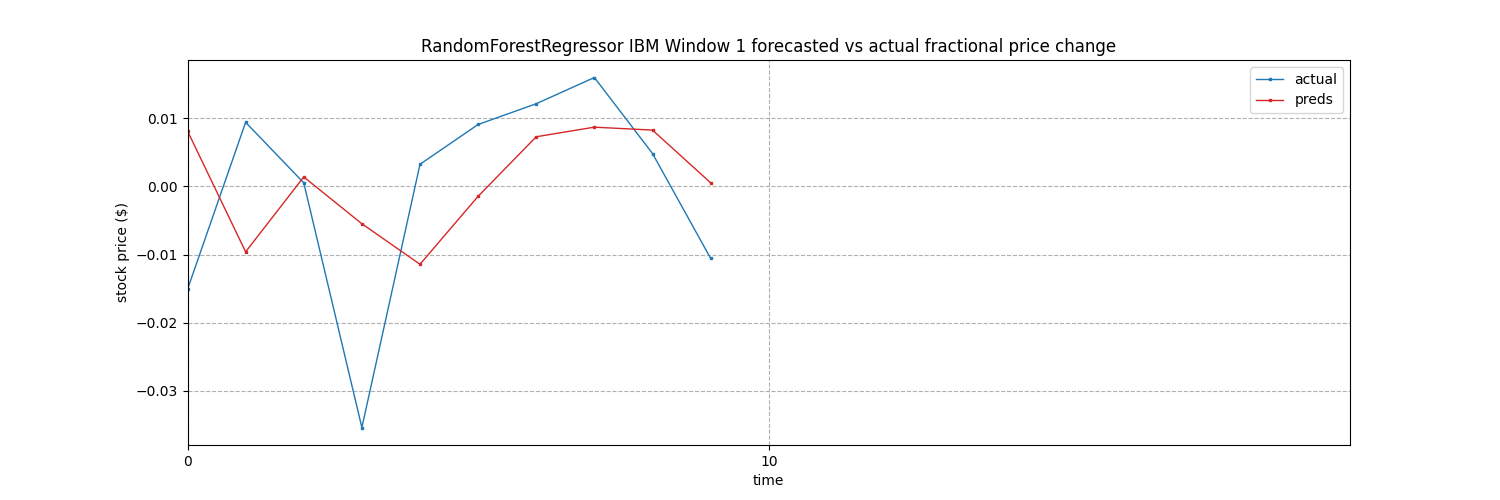 RandomForestRegressor IBM Window 1 forecasted vs actual fractional price change
actual
preds
0.01
0.00
−0.01
−0.02
−0.03
stock price ($)
0
10
time